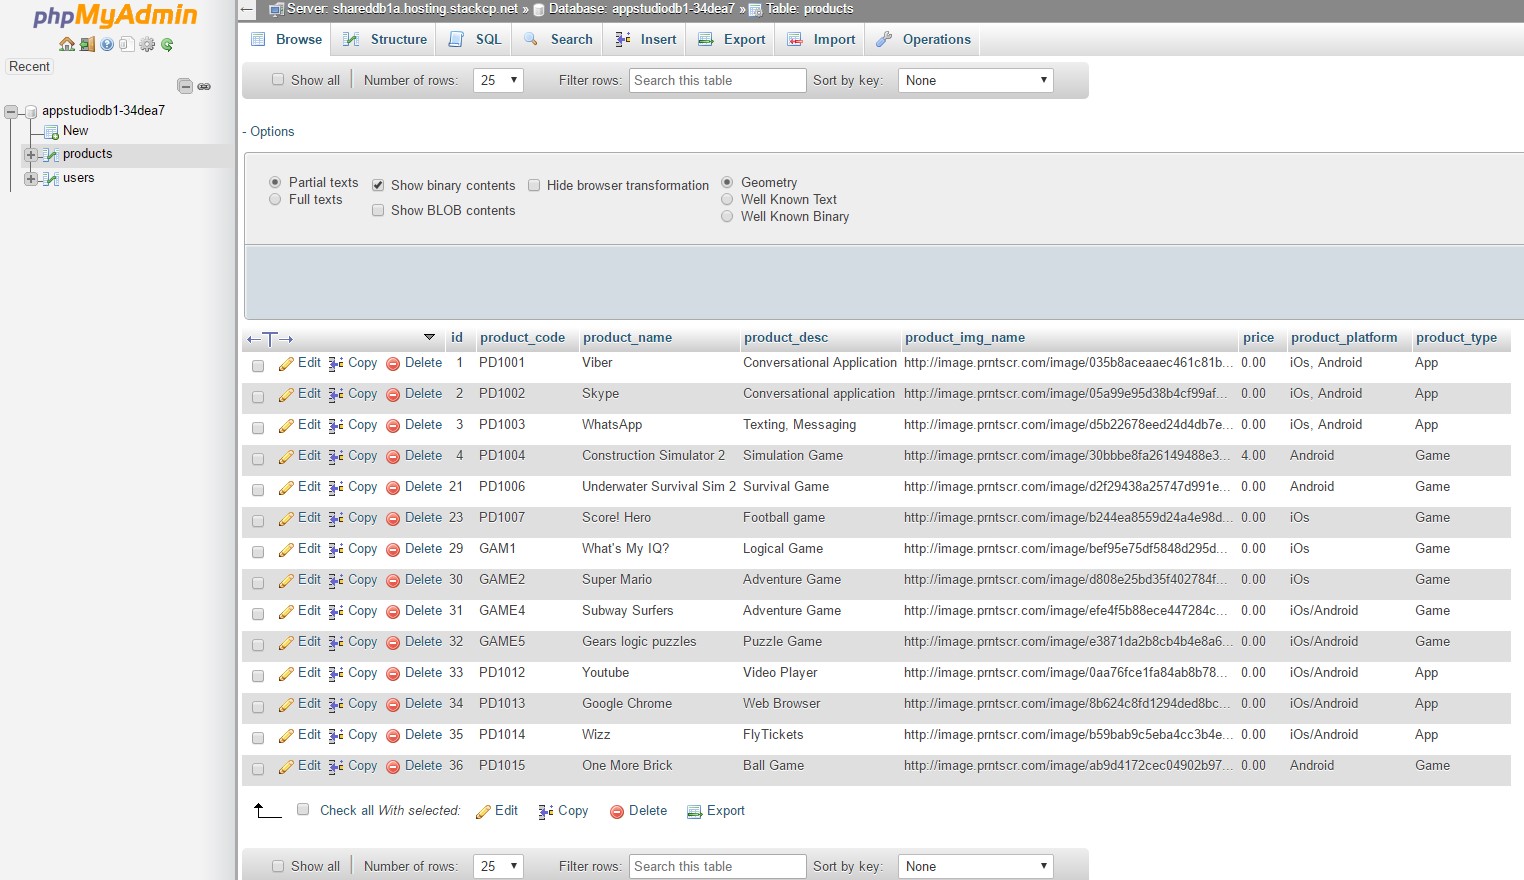 phpMyAdmin
Recent
appstudiodb1-34dea7
New
products
users
Server: shareddb1a.hosting.stackcp.net » Database: appstudiodb1-34dea7 » Table: products
Browse Structure SQL Search Insert Export Import Operations
Show all Number of rows: 25 Filter rows: Search this table Sort by key: None
- Options
Partial texts Show binary contents Hide browser transformation Geometry
Full texts Well Known Text
Show BLOB contents Well Known Binary
id product_code product_name product_desc product_img_name price product_platform product_type
Edit Copy Delete 1 PD1001 Viber Conversational Application http://image.prntscr.com/image/035b8aceaaec461c81b... 0.00 iOs, Android App
Edit Copy Delete 2 PD1002 Skype Conversational application http://image.prntscr.com/image/05a99e95d38b4cf99af... 0.00 iOs, Android App
Edit Copy Delete 3 PD1003 WhatsApp Texting, Messaging http://image.prntscr.com/image/d5b22678eed24d4db7e... 0.00 iOs, Android App
Edit Copy Delete 4 PD1004 Construction Simulator 2 Simulation Game http://image.prntscr.com/image/30bbbe8fa26149488e3... 4.00 Android Game
Edit Copy Delete 21 PD1006 Underwater Survival Sim 2 Survival Game http://image.prntscr.com/image/d2f29438a25747d991e... 0.00 Android Game
Edit Copy Delete 23 PD1007 Score! Hero Football game http://image.prntscr.com/image/b244ea8559d24a4e98d... 0.00 iOs Game
Edit Copy Delete 29 GAM1 What's My IQ? Logical Game http://image.prntscr.com/image/bef95e75df5848d295d... 0.00 iOs Game
Edit Copy Delete 30 GAME2 Super Mario Adventure Game http://image.prntscr.com/image/d808e25bd35f402784f... 0.00 iOs Game
Edit Copy Delete 31 GAME4 Subway Surfers Adventure Game http://image.prntscr.com/image/efe4f5b88ece447284c... 0.00 iOs/Android Game
Edit Copy Delete 32 GAME5 Gears logic puzzles Puzzle Game http://image.prntscr.com/image/e3871da2b8cb4b4e8a6... 0.00 iOs/Android Game
Edit Copy Delete 33 PD1012 Youtube Video Player http://image.prntscr.com/image/0aa76fce1fa84ab8b78... 0.00 iOs/Android App
Edit Copy Delete 34 PD1013 Google Chrome Web Browser http://image.prntscr.com/image/8b624c8fd1294ded8bc... 0.00 iOs/Android App
Edit Copy Delete 35 PD1014 Wizz FlyTickets http://image.prntscr.com/image/b59bab9c5eba4cc3b4e... 0.00 iOs/Android App
Edit Copy Delete 36 PD1015 One More Brick Ball Game http://image.prntscr.com/image/ab9d4172cec04902b97... 0.00 Android Game
Check all With selected: Edit Copy Delete Export
Show all Number of rows: 25 Filter rows: Search this table Sort by key: None